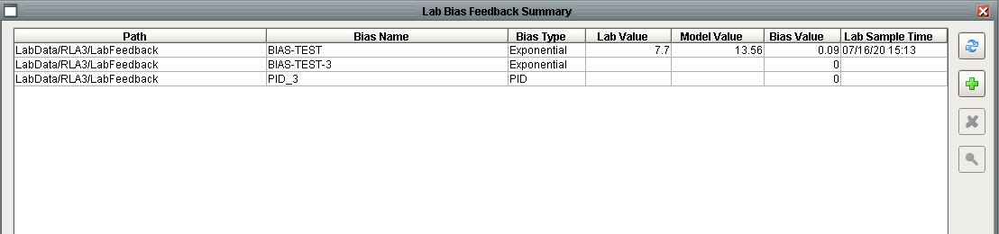 Lab Bias Feedback Summary
Path Bias Name Bias Type Lab Value Model Value Bias Value Lab Sample Time
LabData/RLA3/LabFeedback BIAS-TEST Exponential 7.7 13.56 0.09 07/16/20 15:13
LabData/RLA3/LabFeedback BIAS-TEST-3 Exponential 0
LabData/RLA3/LabFeedback PID_3 PID 0